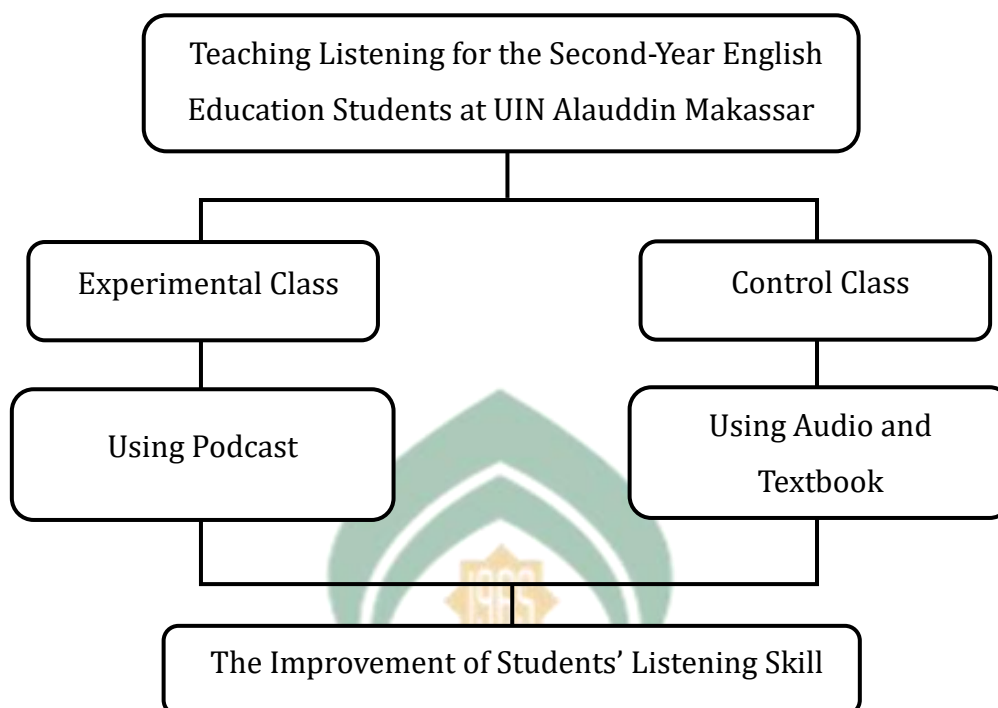 Teaching Listening for the Second-Year English
Education Students at UIN Alauddin Makassar
Experimental Class
Control Class
Using Podcast
Using Audio and
Textbook
1965
The Improvement of Students’ Listening Skill